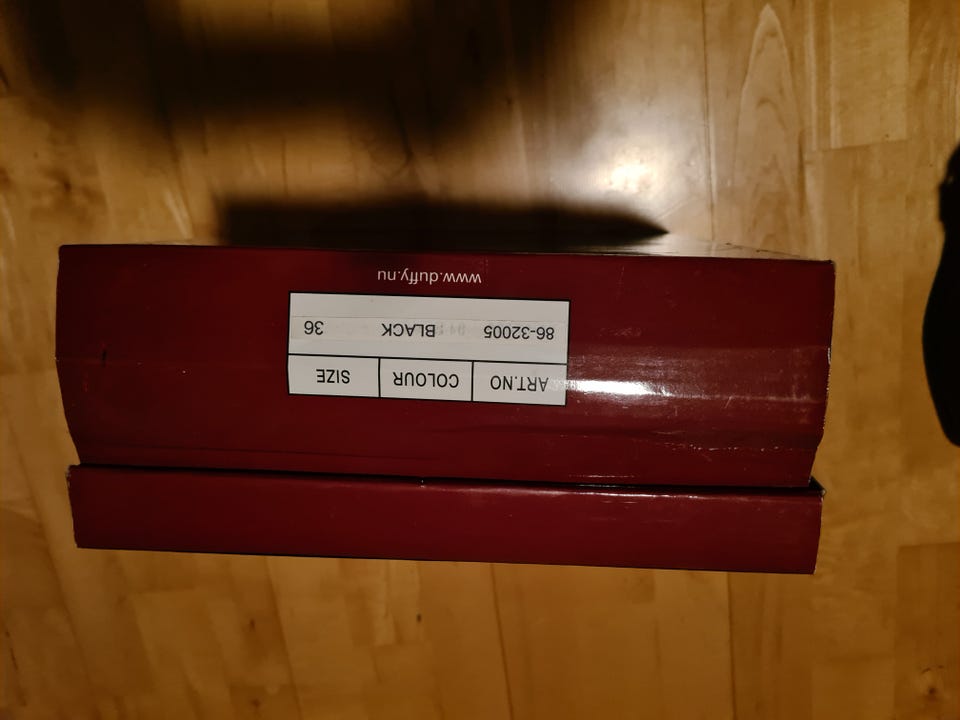 ART.NO COLOUR SIZE
86-32005 BLACK 36
www.duffy.nu